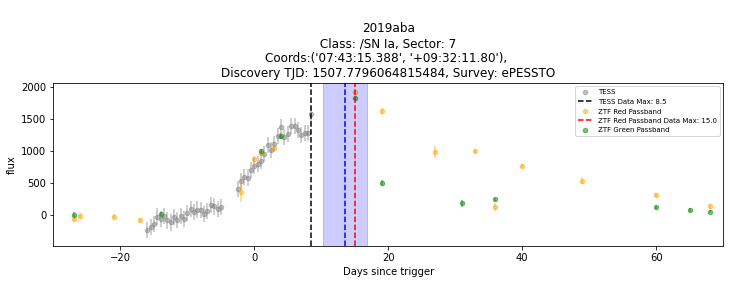 2019aba
Class: /SN Ia, Sector: 7
Coords:('07:43:15.388', '+09:32:11.80'),
Discovery TJD: 1507.7796064815484, Survey: ePESSTO
2000
1500
1000
500
0
flux
−20
0
20
40
60
Days since trigger
TESS
TESS Data Max: 8.5
ZTF Red Passband
ZTF Red Passband Data Max: 15.0
ZTF Green Passband